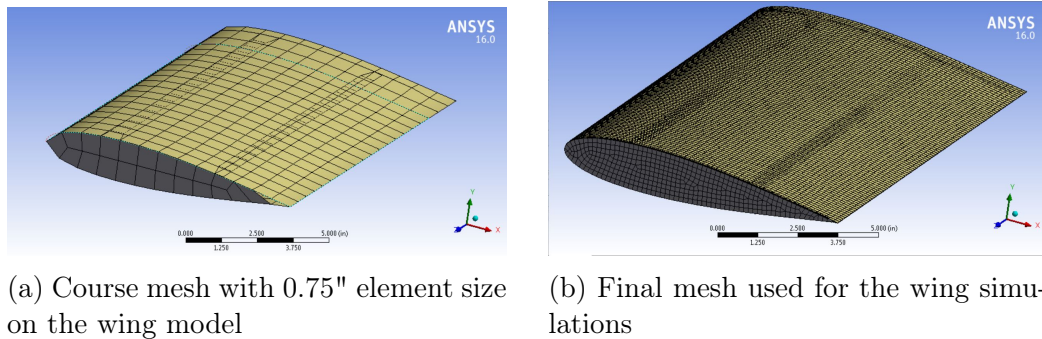 ANSYS
16.0
Y
X
Z
0.000
2.500
5.000 (in)
1.250
3.750
ANSYS
16.0
Y
X
Z
0.000
2.500
5.000 (in)
1.250
3.750
(a) Course mesh with 0.75" element size
on the wing model
(b) Final mesh used for the wing simu-
lations